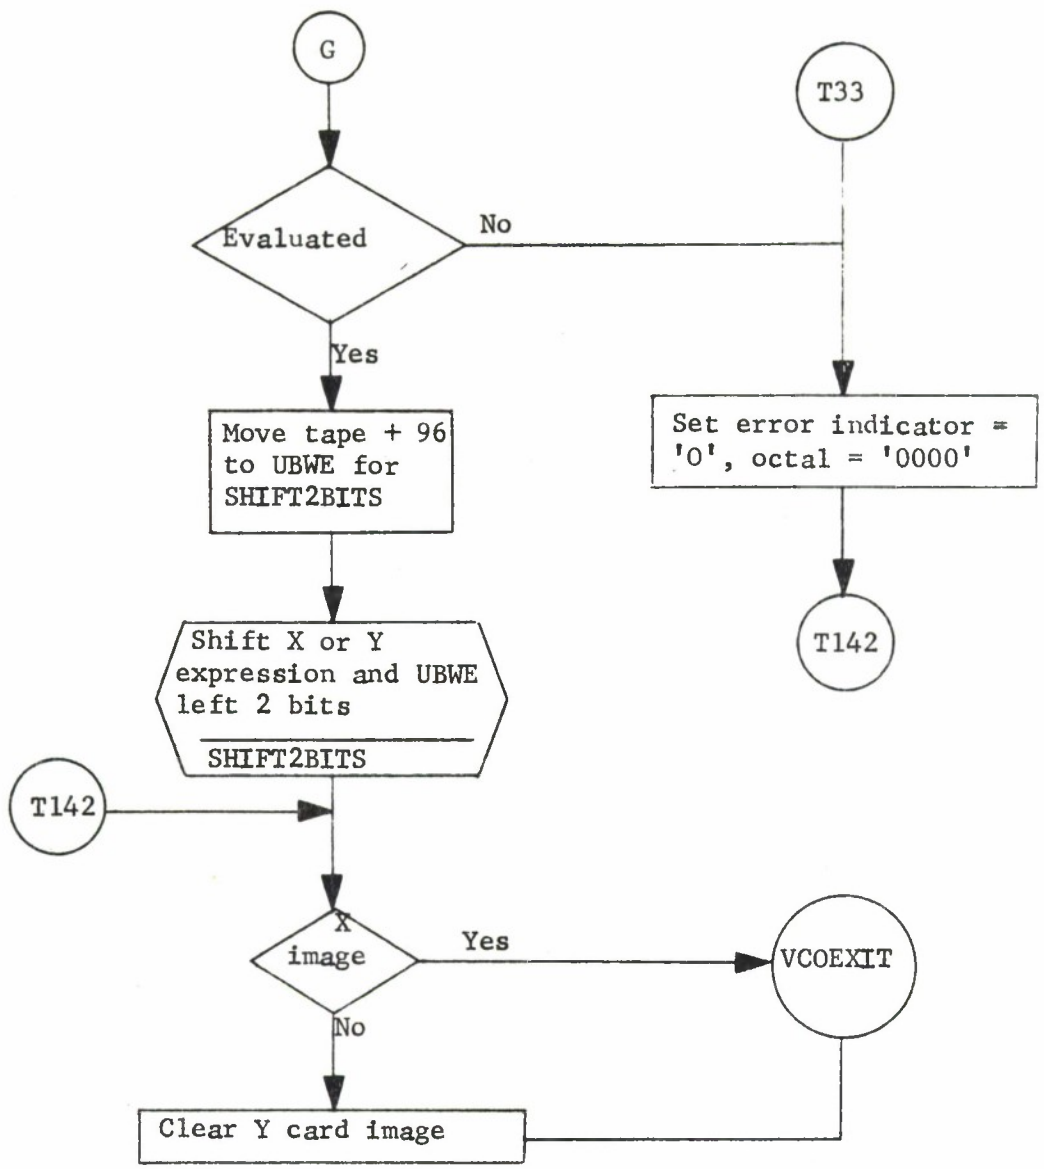 G
T33
Evaluated
No
Yes
Move tape + 96
to UBWE for
SHIFT2BITS
Set error indicator =
'O', octal = '0000'
T142
Shift X or Y
expression and UBWE
left 2 bits
SHIFT2BITS
T142
X
image
Yes
VCOEXIT
No
Clear Y card image